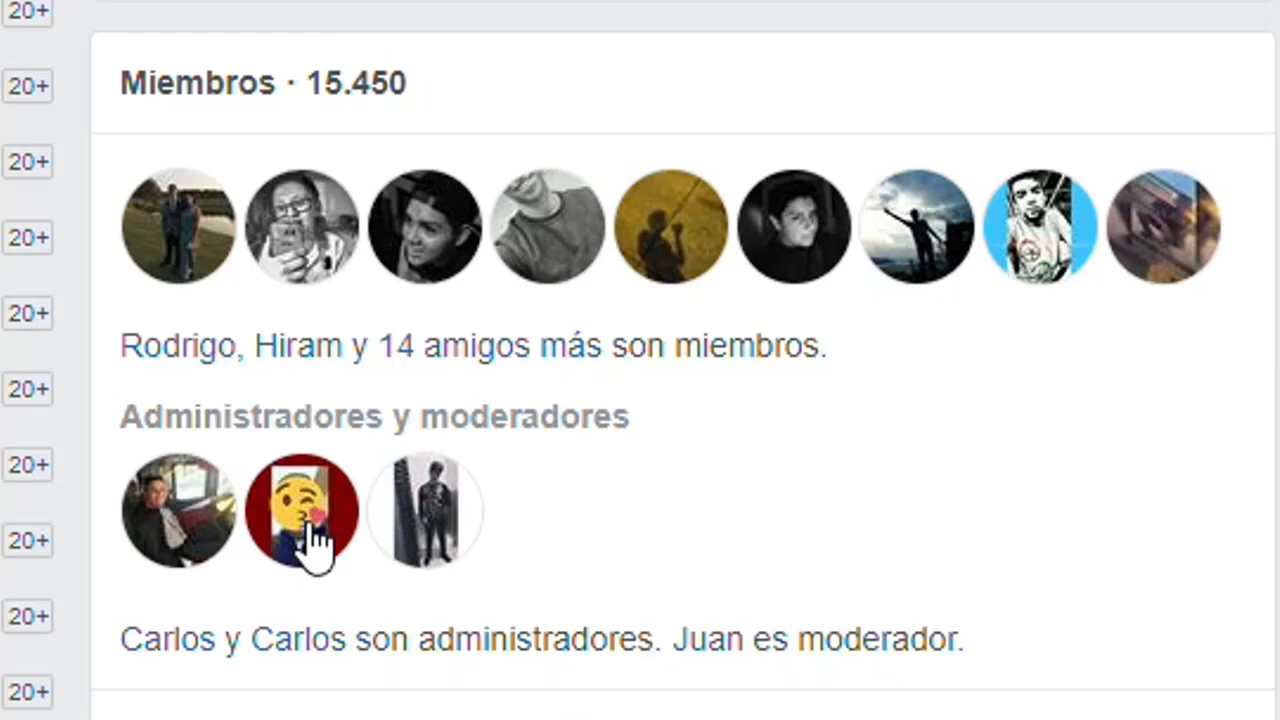 20+
Miembros · 15.450
20+
20+
20+
20+
Rodrigo, Hiram y 14 amigos más son miembros.
20+
Administradores y moderadores
20+
20+
20+
Carlos y Carlos son administradores. Juan es moderador.
20+